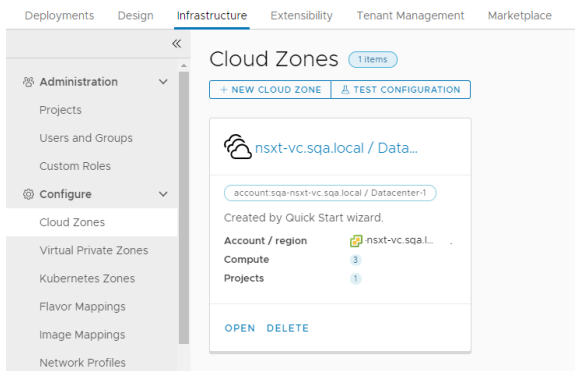 Deployments Design Infrastructure Extensibility Tenant Management Marketplace
«
Administration
Projects
Users and Groups
Custom Roles
Configure
Cloud Zones
Virtual Private Zones
Kubernetes Zones
Flavor Mappings
Image Mappings
Network Profiles
Cloud Zones 1 items
+ NEW CLOUD ZONE TEST CONFIGURATION
nsxt-vc.sqa.local / Data...
account:sqa-nsxt-vc.sqa.local / Datacenter-1
Created by Quick Start wizard.
Account / region -nsxt-vc.sqa.l... .
Compute 3
Projects 1
OPEN DELETE